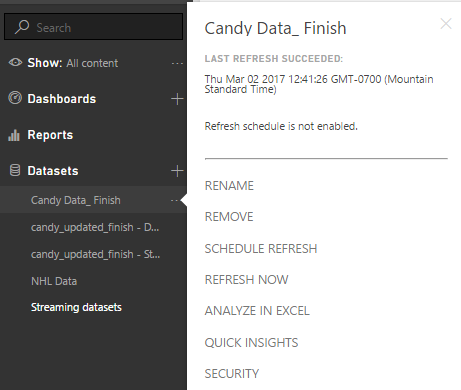 Search
Show: All content
Dashboards
Reports
Datasets
Candy Data_ Finish
candy_updated_finish - D...
candy_updated_finish - St...
NHL Data
Streaming datasets
Candy Data_ Finish
LAST REFRESH SUCCEEDED:
Thu Mar 02 2017 12:41:26 GMT-0700 (Mountain
Standard Time)
Refresh schedule is not enabled.
RENAME
REMOVE
SCHEDULE REFRESH
REFRESH NOW
ANALYZE IN EXCEL
QUICK INSIGHTS
SECURITY